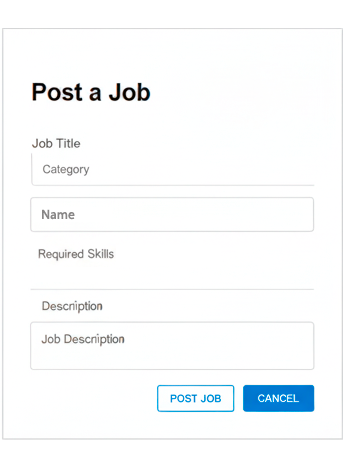 Post a Job
Job Title
Category
Name
Required Skills
Description
Job Description
POST JOB
CANCEL